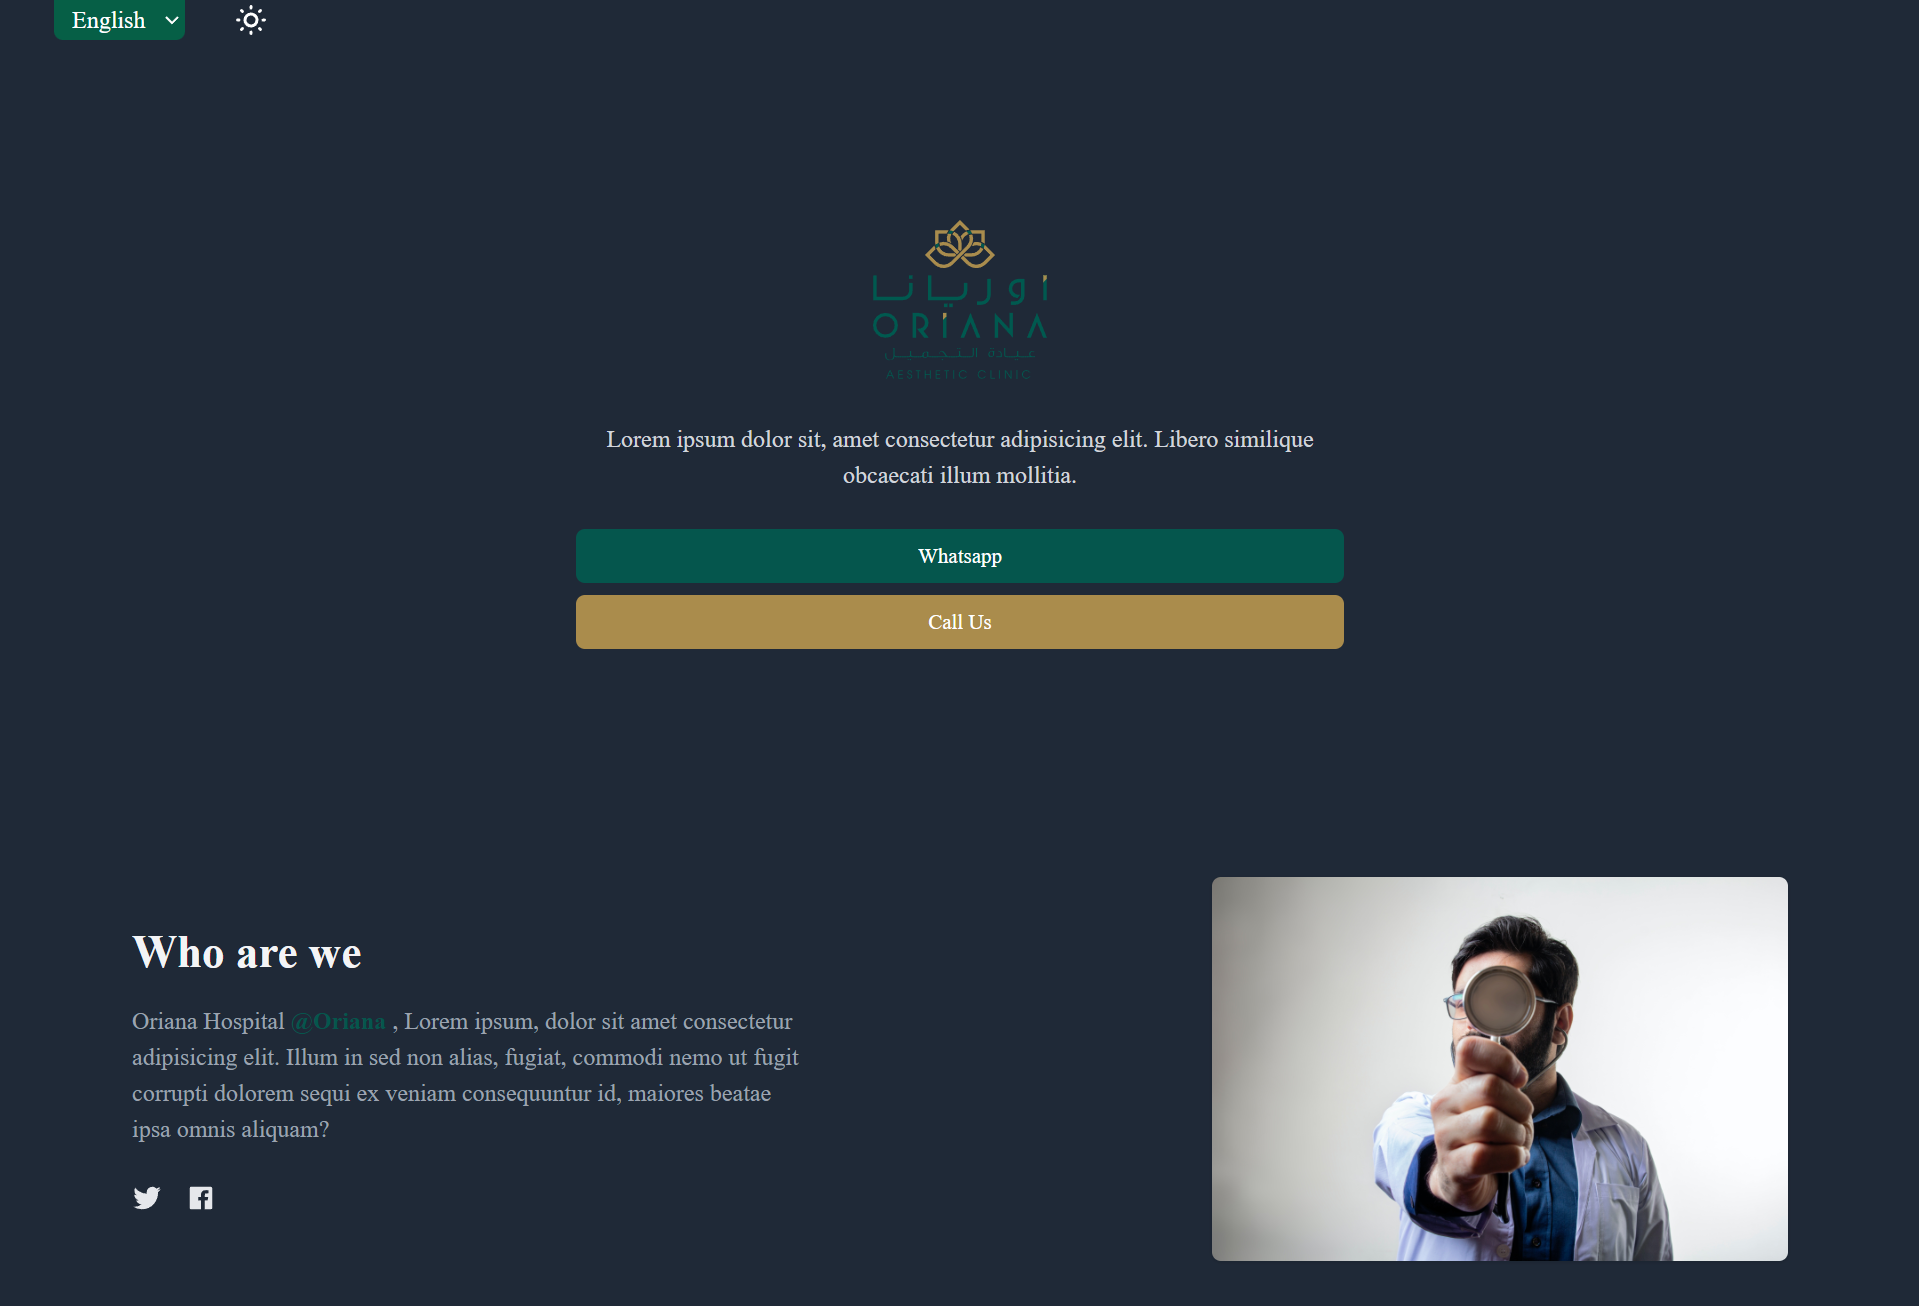 English
اوريانا
ORIANA
عيادة التجميل
AESTHETIC CLINIC
Lorem ipsum dolor sit, amet consectetur adipisicing elit. Libero similique
obcaecati illum mollitia.
Whatsapp
Call Us
Who are we
Oriana Hospital @Oriana , Lorem ipsum, dolor sit amet consectetur
adipisicing elit. Illum in sed non alias, fugiat, commodi nemo ut fugit
corrupti dolorem sequi ex veniam consequuntur id, maiores beatae
ipsa omnis aliquam?